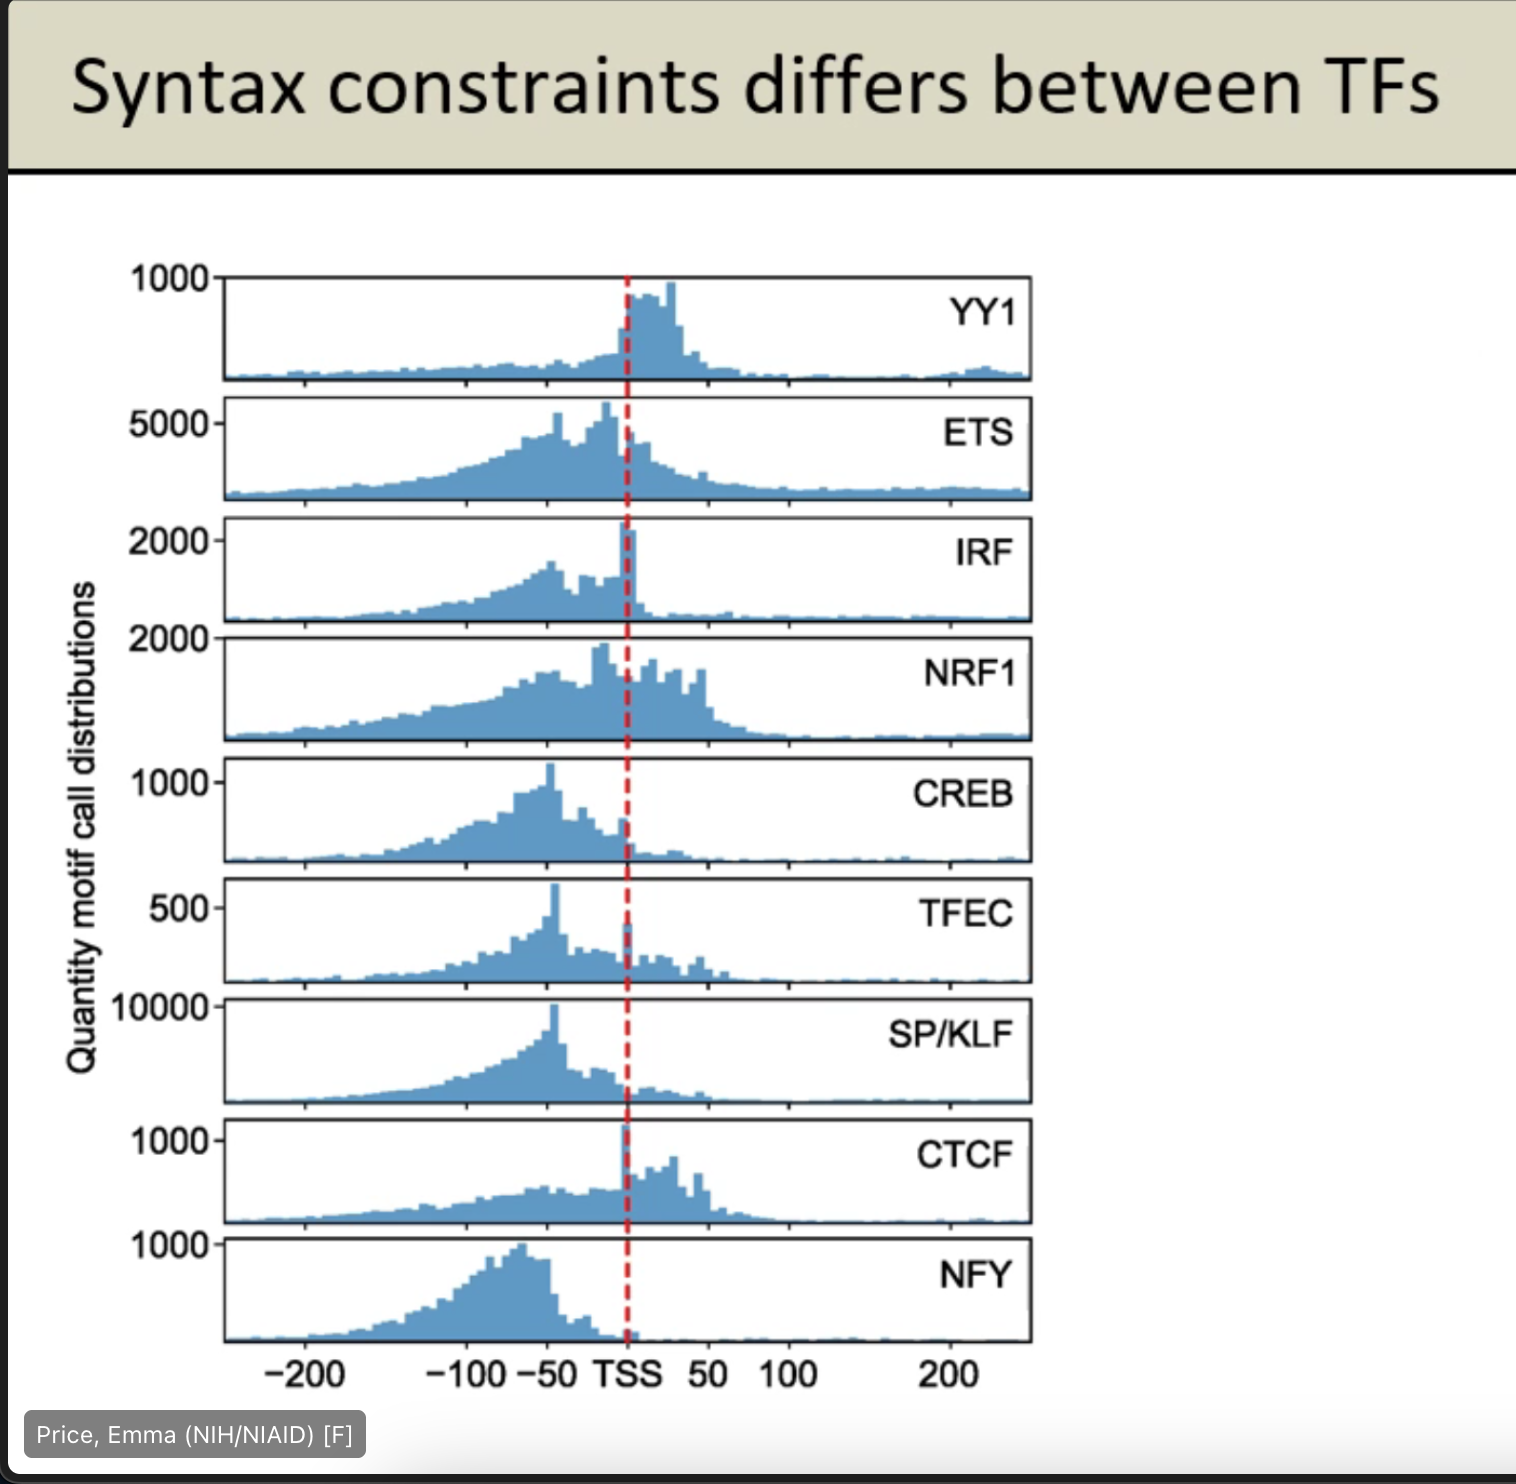 Syntax constraints differs between TFs
Quantity motif call distributions
1000
YY1
5000
ETS
2000
IRF
2000
NRF1
1000
CREB
500
TFEC
10000
SP/KLF
1000
CTCF
1000
NFY
−200 −100 −50 TSS 50 100 200
Price, Emma (NIH/NIAID) [F]